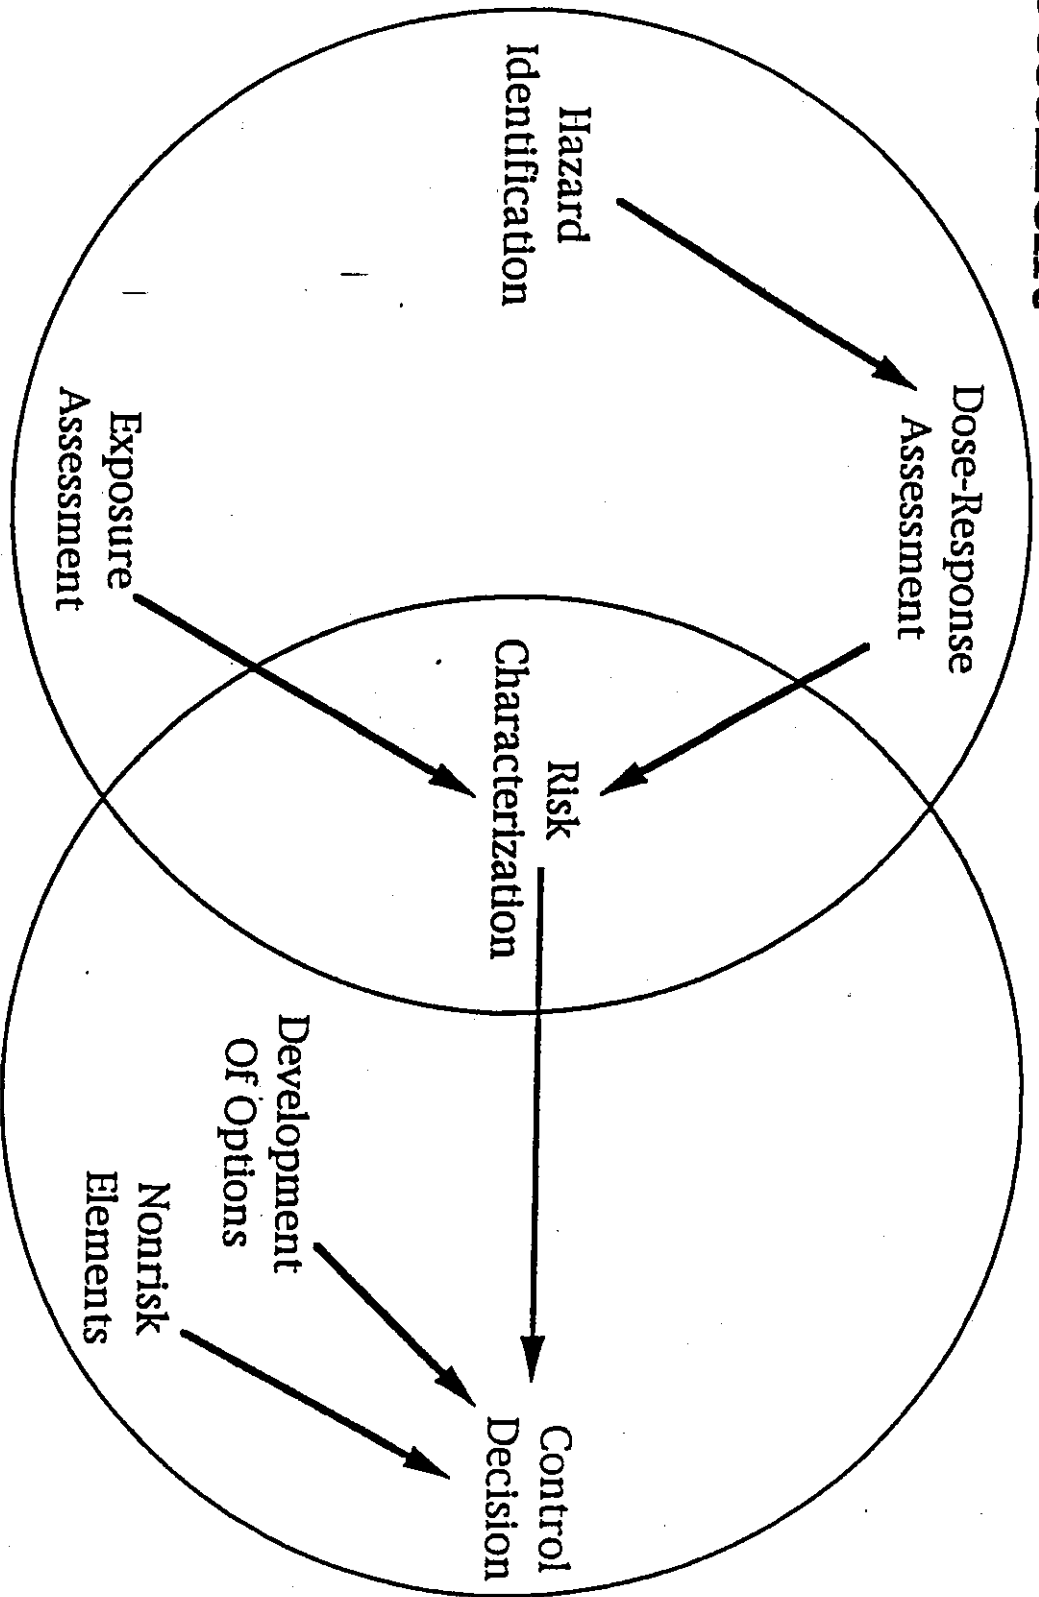 Dose-Response
Assessment
Hazard
Identification
Risk
Characterization
Exposure
Assessment
Control
Decision
Development
Of Options
Nonrisk
Elements